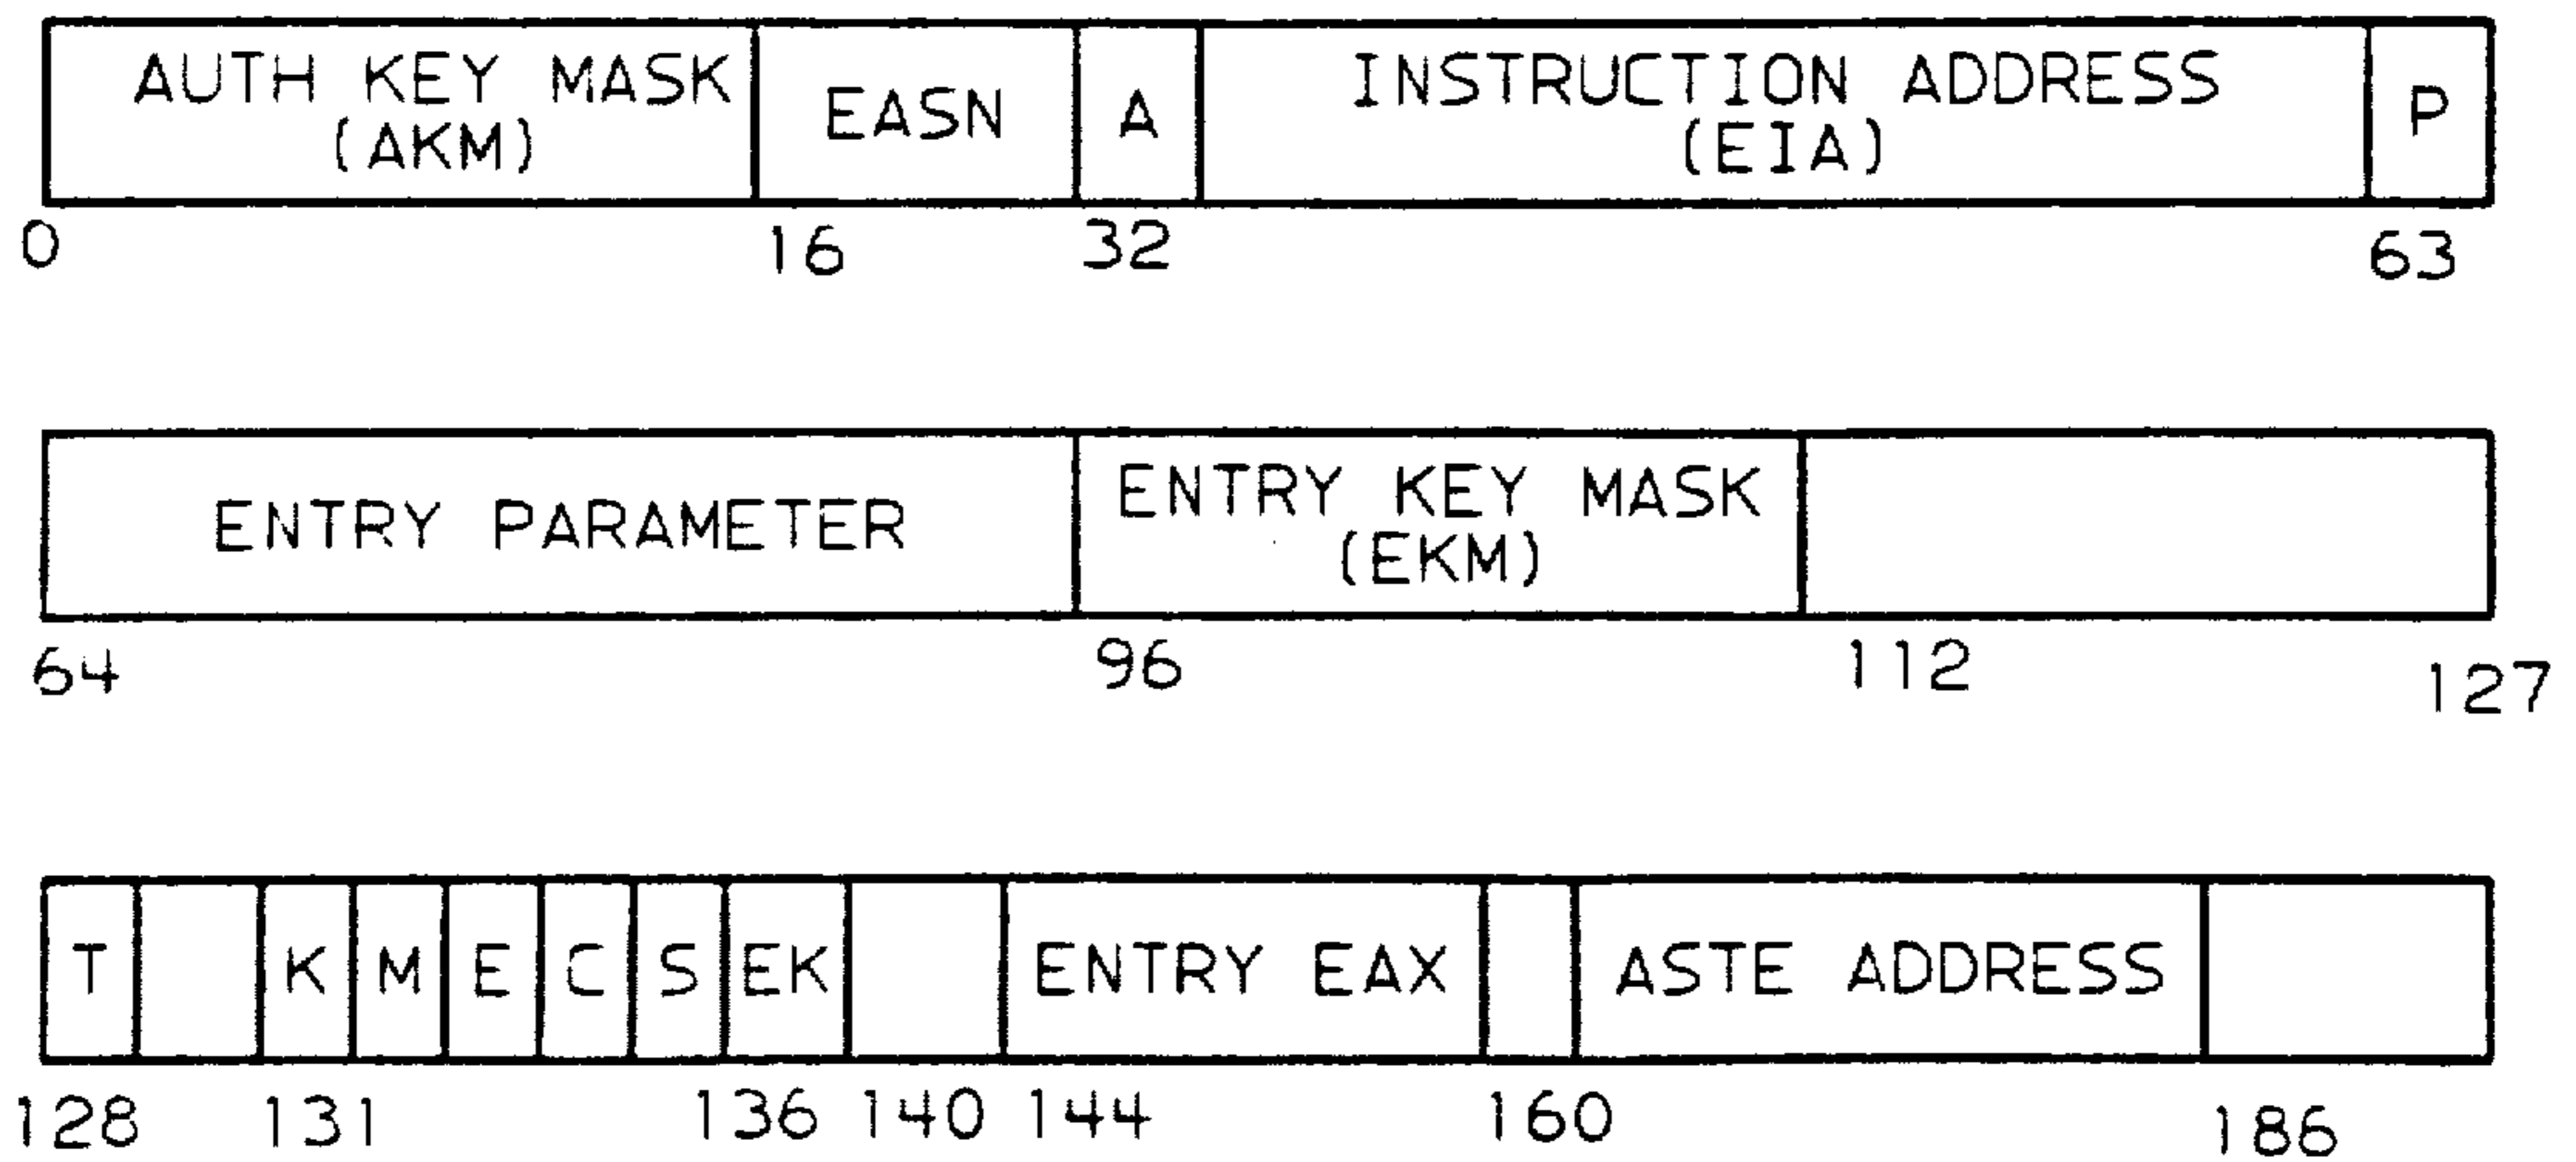 AUTH KEY MASK
(AKM)
EASN
A
INSTRUCTION ADDRESS
(EIA)
P
0 16 32 63
ENTRY PARAMETER
ENTRY KEY MASK
(EKM)
64 96 112 127
T K M E C S EK ENTRY EAX ASTE ADDRESS
128 131 136 140 144 160 186